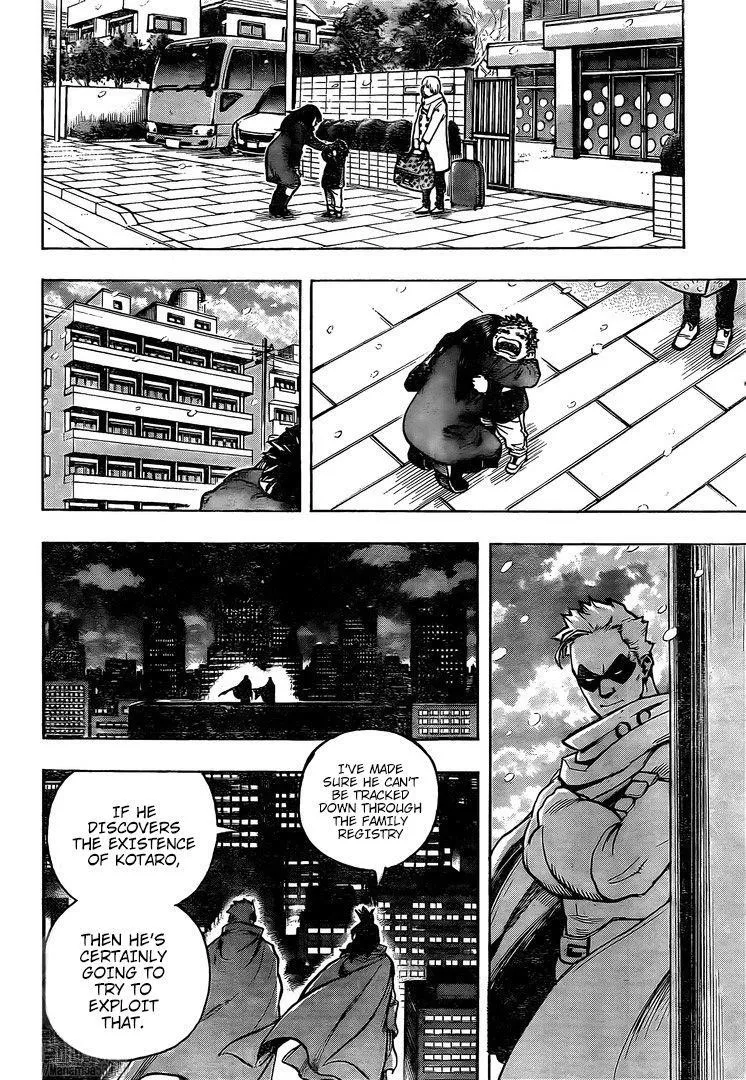 I'VE MADE
SURE HE CAN'T
BE TRACKED
DOWN THROUGH
THE FAMILY
REGISTRY
IF HE
DISCOVERS
THE EXISTENCE
OF KOTARO,
THEN HE'S
CERTAINLY
GOING TO
TRY TO
EXPLOIT
THAT.